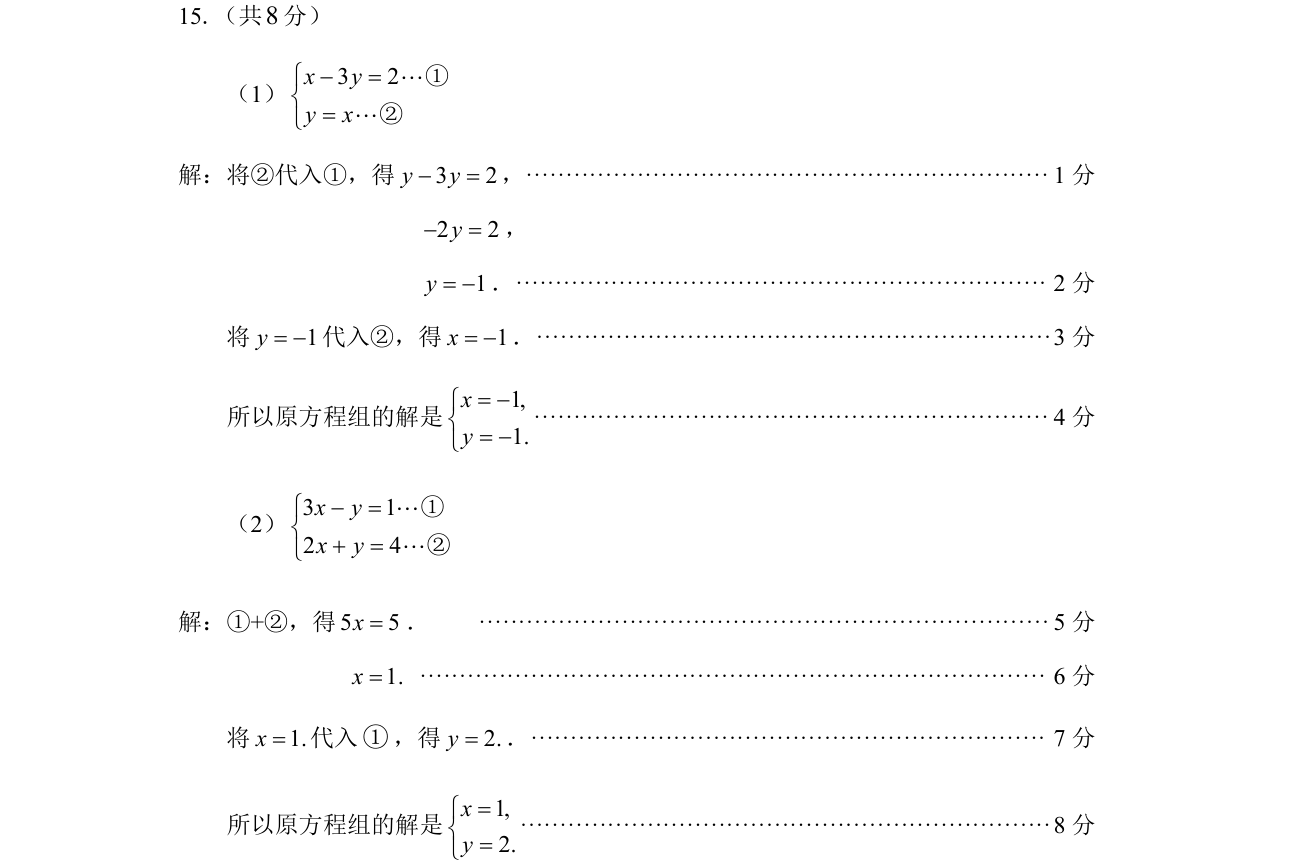 15. （共8分）
（1） { x－3y＝2⋯①
y＝x⋯②
解：将②代入①，得 y－3y＝2，⋯⋯⋯⋯⋯⋯⋯⋯⋯⋯⋯⋯ 1 分
－2y＝2，
y＝－1．⋯⋯⋯⋯⋯⋯⋯⋯⋯⋯⋯⋯ 2 分
将 y＝－1 代入②，得 x＝－1．⋯⋯⋯⋯⋯⋯⋯⋯⋯⋯⋯⋯ 3 分
所以原方程组的解是 { x＝－1,
y＝－1. ⋯⋯⋯⋯⋯⋯⋯⋯⋯⋯⋯⋯ 4 分
（2） { 3x－y＝1⋯①
2x＋y＝4⋯②
解：①+②，得 5x＝5．⋯⋯⋯⋯⋯⋯⋯⋯⋯⋯⋯⋯ 5 分
x＝1. ⋯⋯⋯⋯⋯⋯⋯⋯⋯⋯⋯⋯ 6 分
将 x＝1. 代入 ① ，得 y＝2.．⋯⋯⋯⋯⋯⋯⋯⋯⋯⋯⋯⋯ 7 分
所以原方程组的解是 { x＝1,
y＝2. ⋯⋯⋯⋯⋯⋯⋯⋯⋯⋯⋯⋯ 8 分